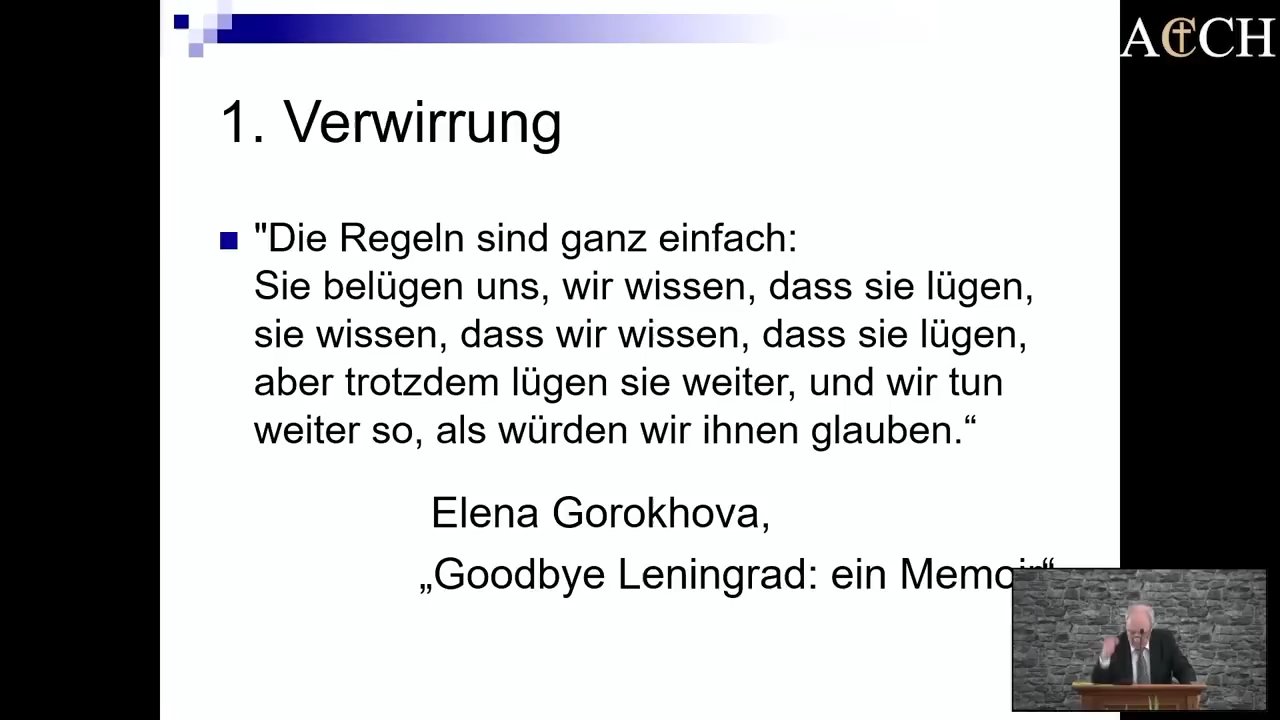 ACCH
1. Verwirrung
"Die Regeln sind ganz einfach:
Sie belügen uns, wir wissen, dass sie lügen,
sie wissen, dass wir wissen, dass sie lügen,
aber trotzdem lügen sie weiter, und wir tun
weiter so, als würden wir ihnen glauben.“
Elena Gorokhova,
„Goodbye Leningrad: ein Memoir“